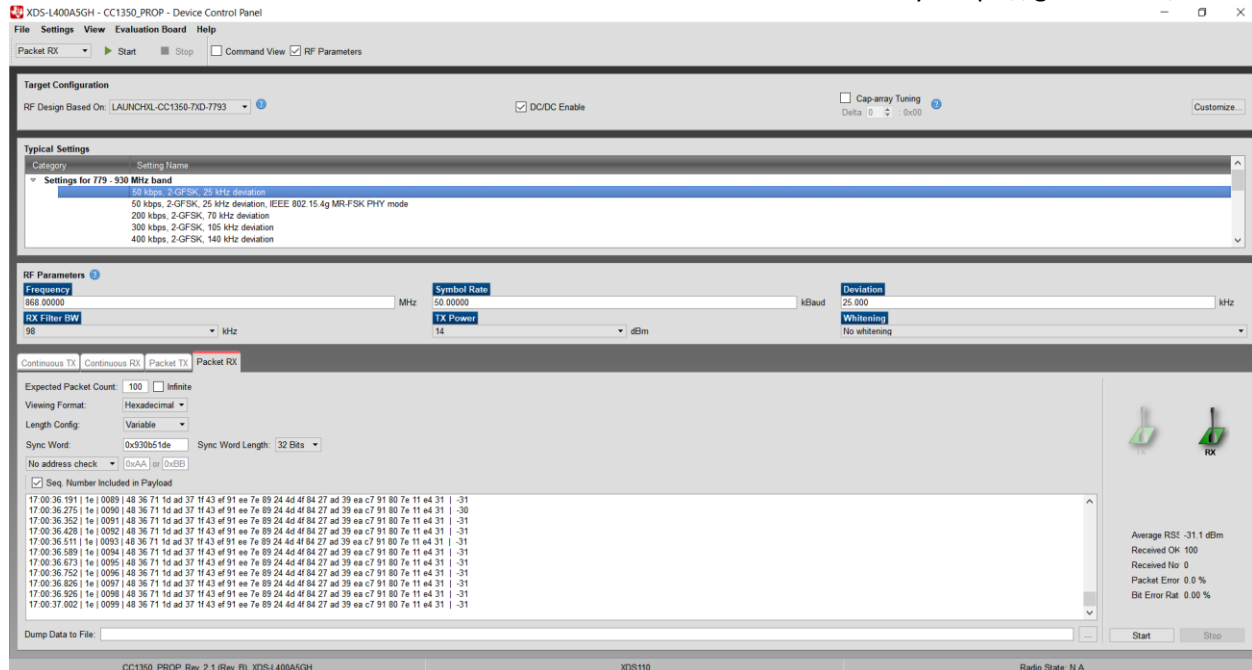 XDS-L400A5GH - CC1350_PROP - Device Control Panel
File Settings View Evaluation Board Help
Packet RX Start Stop Command View RF Parameters
Target Configuration
RF Design Based On: LAUNCHXL-CC1350-7XD-7793 DC/DC Enable Cap-array Tuning
Delta 0 : 0x00 Customize...
Typical Settings
Category Setting Name
Settings for 779 - 930 MHz band
50 kbps, 2-GFSK, 25 kHz deviation
50 kbps, 2-GFSK, 25 kHz deviation, IEEE 802.15.4g MR-FSK PHY mode
200 kbps, 2-GFSK, 70 kHz deviation
300 kbps, 2-GFSK, 105 kHz deviation
400 kbps, 2-GFSK, 140 kHz deviation
RF Parameters
Frequency Symbol Rate Deviation
868.00000 MHz 50.00000 kBaud 25.000 kHz
RX Filter BW TX Power Whitening
98 kHz 14 dBm No whitening
Continuous TX Continuous RX Packet TX Packet RX
Expected Packet Count: 100 Infinite
Viewing Format: Hexadecimal
Length Config: Variable
Sync Word: 0x930b51de Sync Word Length: 32 Bits
No address check 0xAA or 0xBB
Seq. Number Included in Payload
TX RX
17:00:36.191 | 1e | 0089 | 48 36 71 1d ad 37 1f 43 ef 91 ee 7e 89 24 4d 4f 84 27 ad 39 ea c7 91 80 7e 11 e4 31 | -31
17:00:36.275 | 1e | 0090 | 48 36 71 1d ad 37 1f 43 ef 91 ee 7e 89 24 4d 4f 84 27 ad 39 ea c7 91 80 7e 11 e4 31 | -30
17:00:36.352 | 1e | 0091 | 48 36 71 1d ad 37 1f 43 ef 91 ee 7e 89 24 4d 4f 84 27 ad 39 ea c7 91 80 7e 11 e4 31 | -31
17:00:36.428 | 1e | 0092 | 48 36 71 1d ad 37 1f 43 ef 91 ee 7e 89 24 4d 4f 84 27 ad 39 ea c7 91 80 7e 11 e4 31 | -31
17:00:36.511 | 1e | 0093 | 48 36 71 1d ad 37 1f 43 ef 91 ee 7e 89 24 4d 4f 84 27 ad 39 ea c7 91 80 7e 11 e4 31 | -31
17:00:36.589 | 1e | 0094 | 48 36 71 1d ad 37 1f 43 ef 91 ee 7e 89 24 4d 4f 84 27 ad 39 ea c7 91 80 7e 11 e4 31 | -31
17:00:36.673 | 1e | 0095 | 48 36 71 1d ad 37 1f 43 ef 91 ee 7e 89 24 4d 4f 84 27 ad 39 ea c7 91 80 7e 11 e4 31 | -31
17:00:36.752 | 1e | 0096 | 48 36 71 1d ad 37 1f 43 ef 91 ee 7e 89 24 4d 4f 84 27 ad 39 ea c7 91 80 7e 11 e4 31 | -31
17:00:36.826 | 1e | 0097 | 48 36 71 1d ad 37 1f 43 ef 91 ee 7e 89 24 4d 4f 84 27 ad 39 ea c7 91 80 7e 11 e4 31 | -31
17:00:36.926 | 1e | 0098 | 48 36 71 1d ad 37 1f 43 ef 91 ee 7e 89 24 4d 4f 84 27 ad 39 ea c7 91 80 7e 11 e4 31 | -31
17:00:37.002 | 1e | 0099 | 48 36 71 1d ad 37 1f 43 ef 91 ee 7e 89 24 4d 4f 84 27 ad 39 ea c7 91 80 7e 11 e4 31 | -31
Average RSS -31.1 dBm
Received OK 100
Received No 0
Packet Error 0.0 %
Bit Error Rat 0.00 %
Dump Data to File: ... Start Stop
CC1350_PROP, Rev. 2.1 (Rev. B), XDS-L400A5GH XDS110 Radio State: N.A.